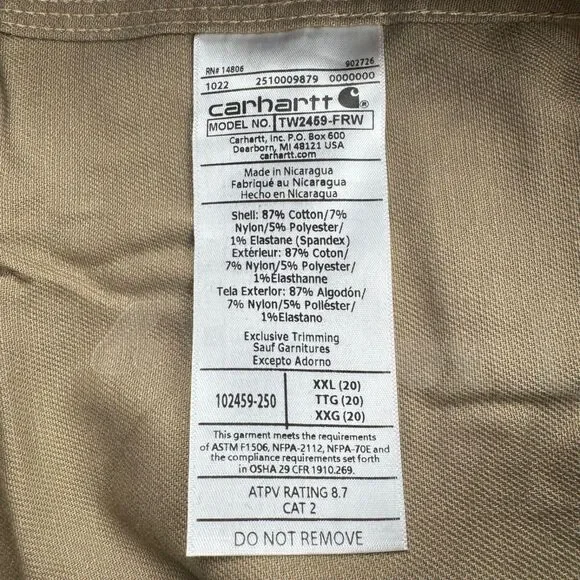 RN# 14806 902726
1022 2510009879 0000000
carhartt ®
MODEL NO. TW2459-FRW
Carhartt, Inc. P.O. Box 600
Dearborn, MI 48121 USA
carhartt.com
Made in Nicaragua
Fabriqué au Nicaragua
Hecho en Nicaragua
Shell: 87% Cotton/7%
Nylon/5% Polyester/
1% Elastane (Spandex)
Extérieur: 87% Coton/
7% Nylon/5% Polyester/
1%Élasthanne
Tela Exterior: 87% Algodón/
7% Nylon/5% Poliéster/
1%Elastano
Exclusive Trimming
Sauf Garnitures
Excepto Adorno
102459-250
XXL (20)
TTG (20)
XXG (20)
This garment meets the requirements
of ASTM F1506, NFPA-2112, NFPA-70E and
the compliance requirements set forth
in OSHA 29 CFR 1910.269.
ATPV RATING 8.7
CAT 2
DO NOT REMOVE